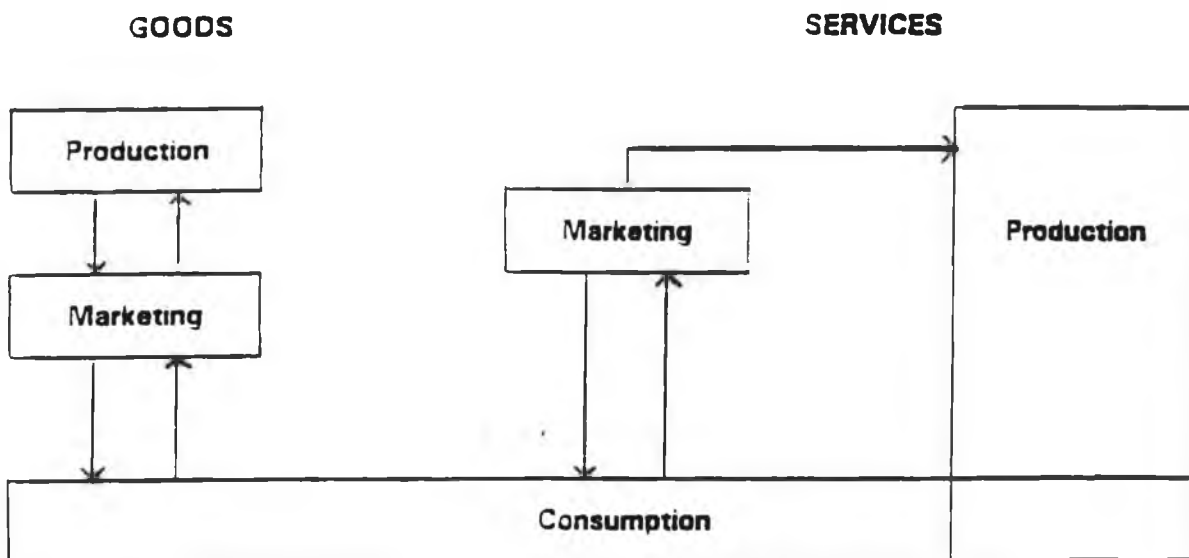 GOODS
SERVICES
Production
Marketing
Marketing
Production
Consumption